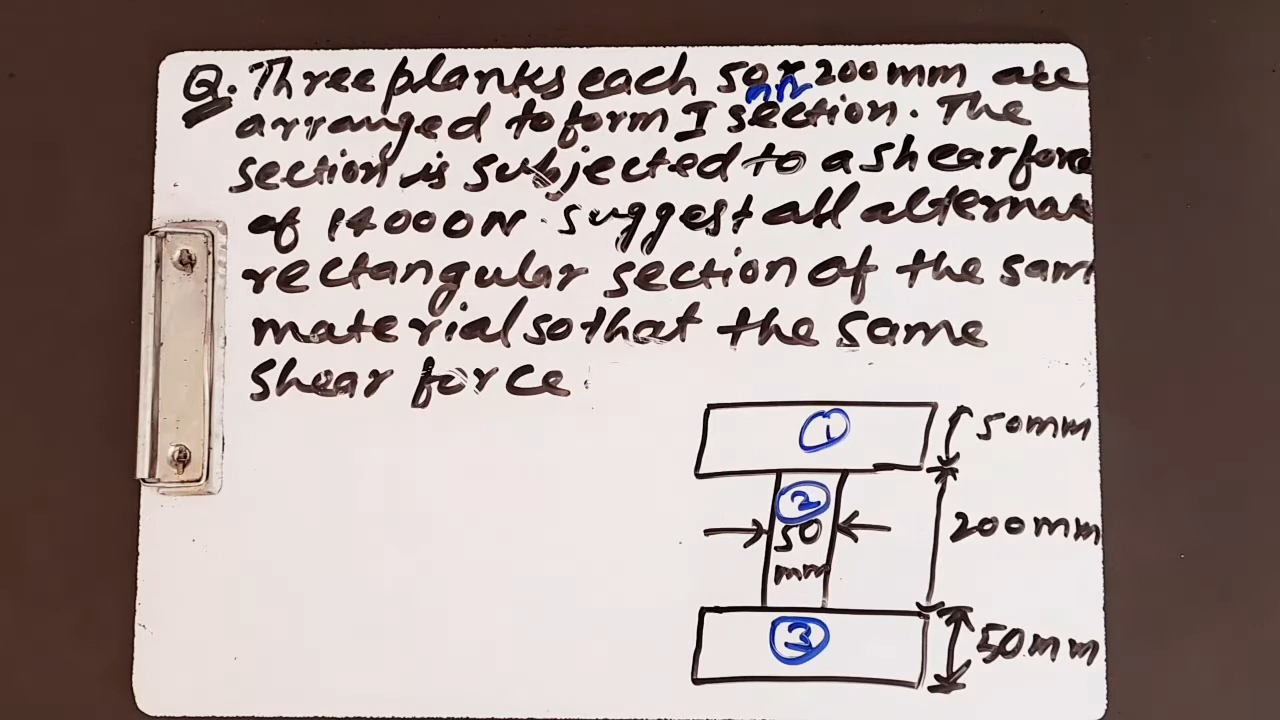 Q. Three planks each 50 x 200 mm are
arranged to form I section. The
section is subjected to a shear force
of 14000N. suggest all alternate
rectangular section of the same
material so that the same
shear force.
1
50mm
2
50
mm
200mm
3
50mm